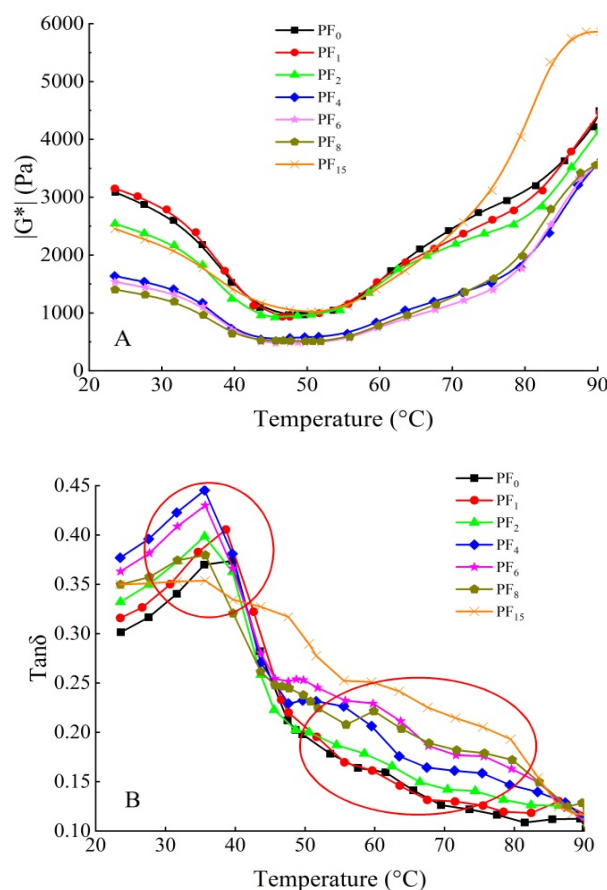 6000
5000
4000
3000
2000
1000
0
|G*| (Pa)
PF0
PF1
PF2
PF4
PF6
PF8
PF15
A
20 30 40 50 60 70 80 90
Temperature (°C)
0.45
0.40
0.35
0.30
0.25
0.20
0.15
0.10
Tanδ
PF0
PF1
PF2
PF4
PF6
PF8
PF15
B
20 30 40 50 60 70 80 90
Temperature (°C)